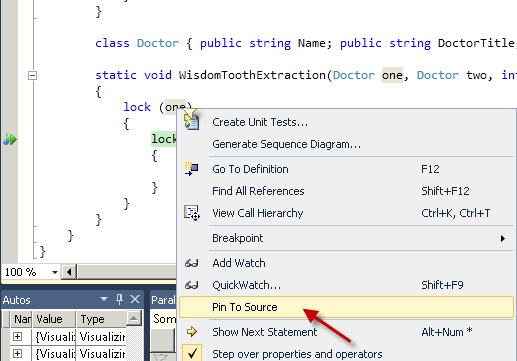 }
class Doctor { public string Name; public string DoctorTitle,
static void WisdomToothExtraction(Doctor one, Doctor two, int
{
lock (one)
{
lock
{
}
}
}
}
}
Create Unit Tests...
Generate Sequence Diagram...
Go To Definition F12
Find All References Shift+F12
View Call Hierarchy Ctrl+K, Ctrl+T
Breakpoint
Add Watch
QuickWatch... Shift+F9
Pin To Source
Show Next Statement Alt+Num *
Step over properties and operators
100 %
Autos
Nar Value Type
{Visualiz Visualizin
{Visualiz Visualizin
Paral
Som